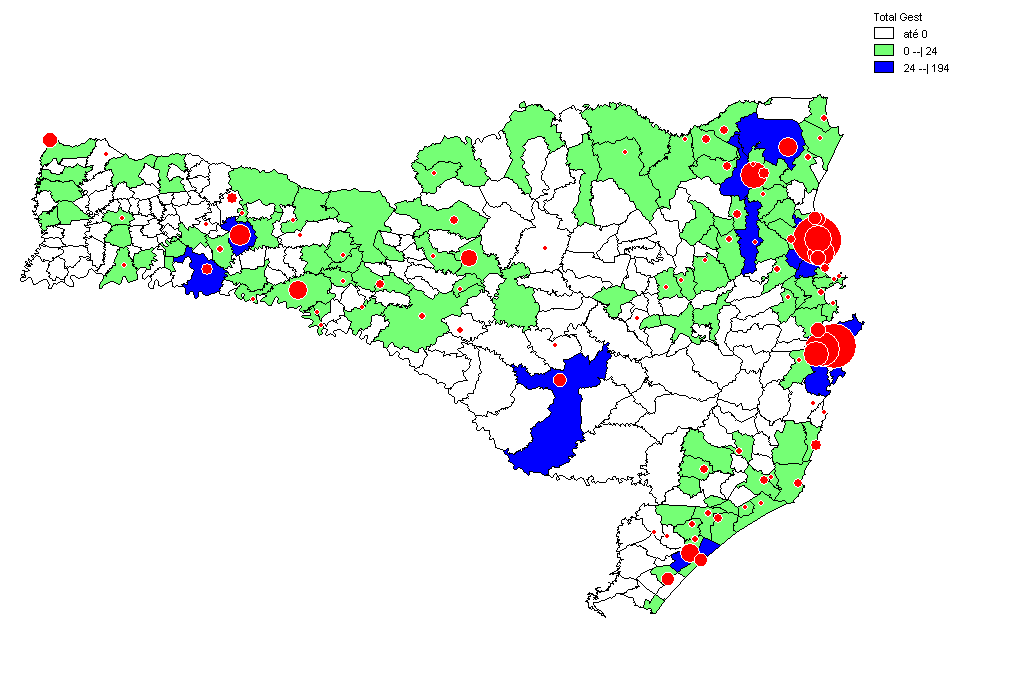 Total Gest
até 0
0 --| 24
24 --| 194